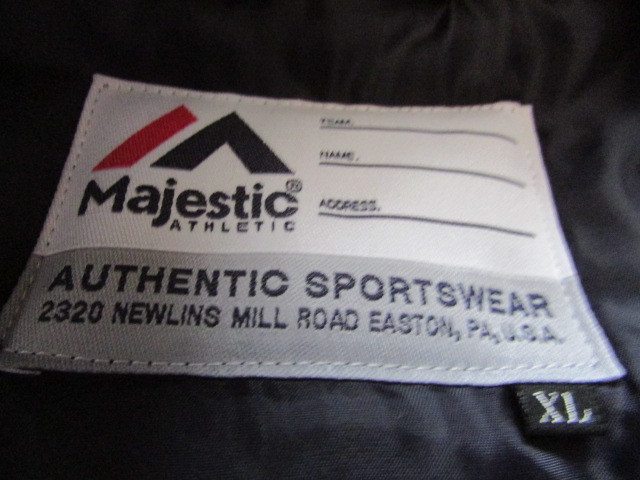 Majestic®
ATHLETIC
TEAM.
NAME.
ADDRESS.
AUTHENTIC SPORTSWEAR
2320 NEWLINS MILL ROAD EASTON, PA, U.S.A.
XL